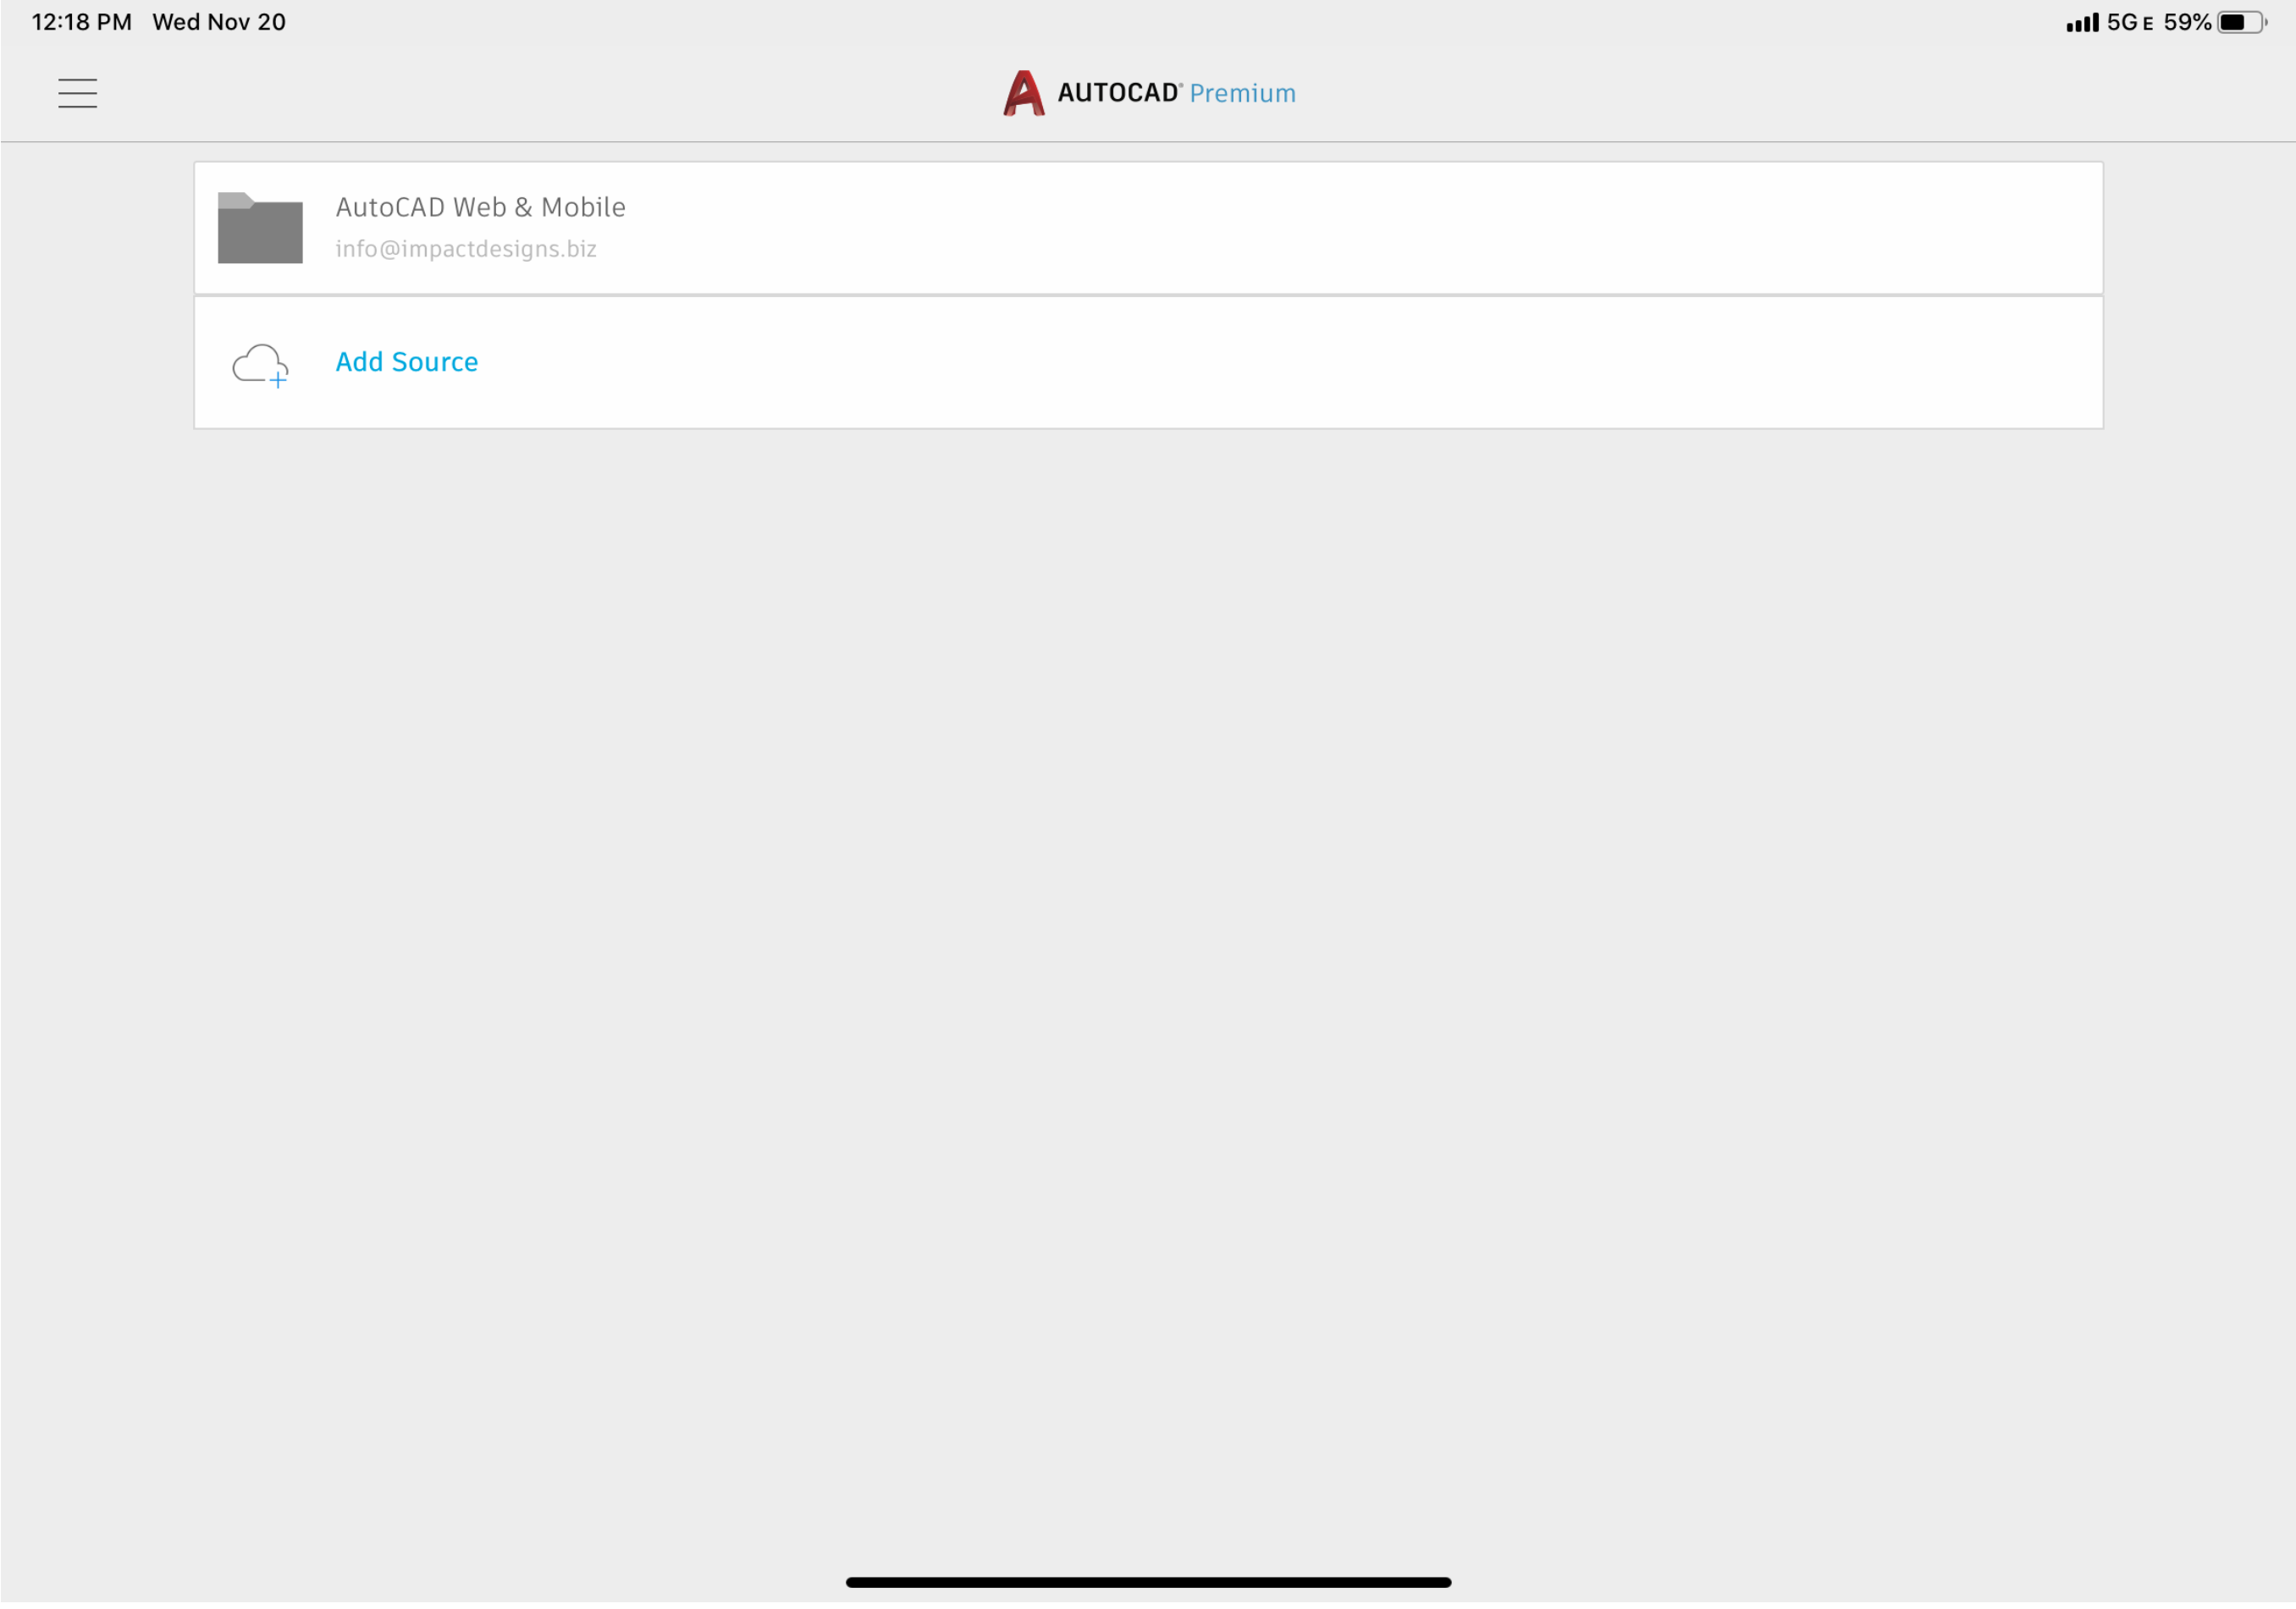 12:18 PM Wed Nov 20 5G E 59%
AUTOCAD® Premium
AutoCAD Web & Mobile
info@impactdesigns.biz
Add Source